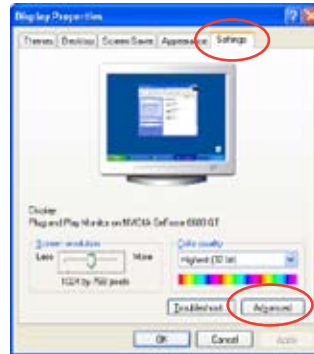 Display Properties
Themes Desktop Screen Saver Appearance Settings
Display:
Plug and Play Monitor on NVIDIA GeForce 6600 GT
Screen resolution
Less More
1024 by 768 pixels
Color quality
Highest (32 bit)
Troubleshoot Advanced
OK Cancel Apply